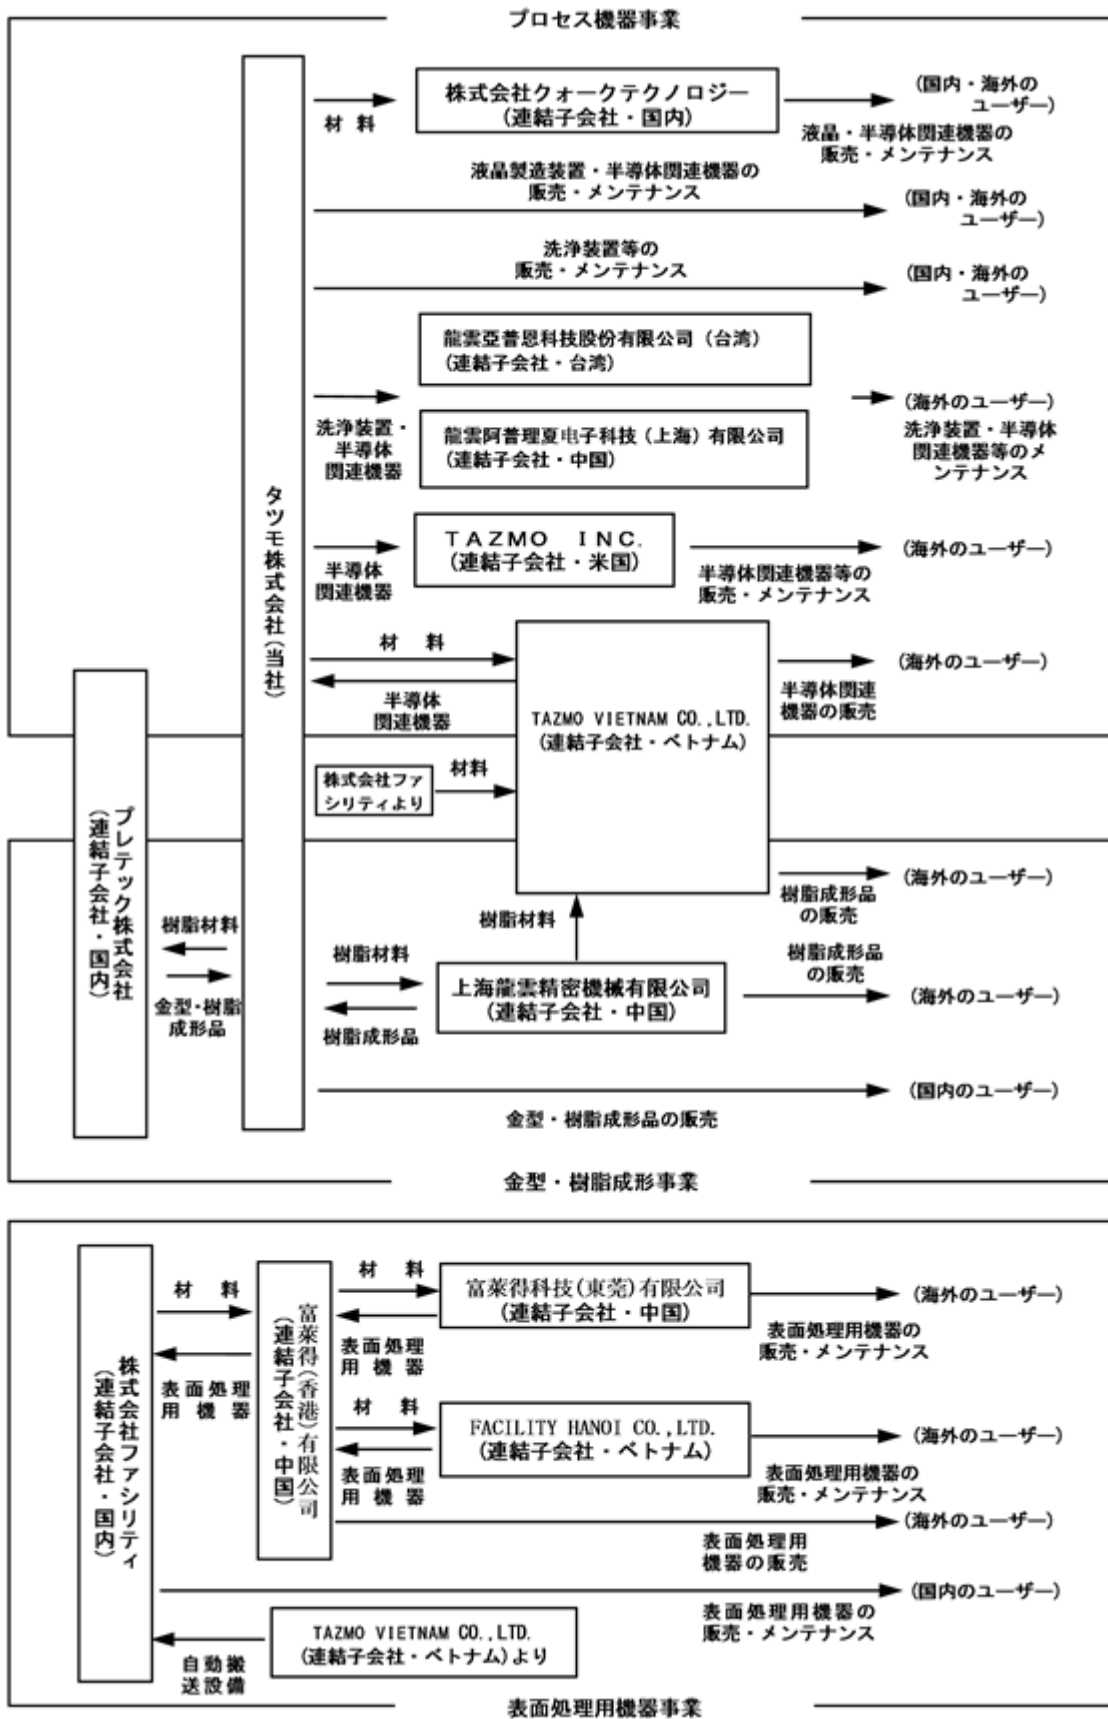 プロセス機器事業
株式会社クォークテクノロジー
(連結子会社・国内)
材 料
(国内・海外の
ユーザー)
液晶・半導体関連機器の
販売・メンテナンス
液晶製造装置・半導体関連機器の
販売・メンテナンス
(国内・海外の
ユーザー)
洗浄装置等の
販売・メンテナンス
(国内・海外の
ユーザー)
龍雲亞普恩科技股份有限公司(台湾)
(連結子会社・台湾)
洗浄装置・
半導体
関連機器
龍雲阿普理夏电子科技(上海)有限公司
(連結子会社・中国)
(海外のユーザー)
洗浄装置・半導体
関連機器等のメ
ンテナンス
タツモ株式会社(当社)
TAZMO INC.
(連結子会社・米国)
半導体
関連機器
(海外のユーザー)
半導体関連機器等の
販売・メンテナンス
材 料
半導体
関連機器
TAZMO VIETNAM CO.,LTD.
(連結子会社・ベトナム)
(海外のユーザー)
半導体関連
機器の販売
株式会社ファ
シリティより
材料
プレテック株式会社
(連結子会社・国内)
(海外のユーザー)
樹脂成形品
の販売
樹脂材料
樹脂材料
金型・樹脂
成形品
樹脂材料
樹脂成形品
上海龍雲精密機械有限公司
(連結子会社・中国)
樹脂成形品
の販売
(海外のユーザー)
(国内のユーザー)
金型・樹脂成形品の販売
金型・樹脂成形事業
株式会社ファシリティ
(連結子会社・国内)
材 料
表面処理
用機器
富萊得(香港)有限公司
(連結子会社・中国)
材 料
表面処理
用機器
富萊得科技(東莞)有限公司
(連結子会社・中国)
(海外のユーザー)
表面処理用機器の
販売・メンテナンス
材 料
表面処理
用機器
FACILITY HANOI CO.,LTD.
(連結子会社・ベトナム)
(海外のユーザー)
表面処理用機器の
販売・メンテナンス
(海外のユーザー)
表面処理用
機器の販売
(国内のユーザー)
表面処理用機器の
販売・メンテナンス
TAZMO VIETNAM CO.,LTD.
(連結子会社・ベトナム)より
自動搬
送設備
表面処理用機器事業